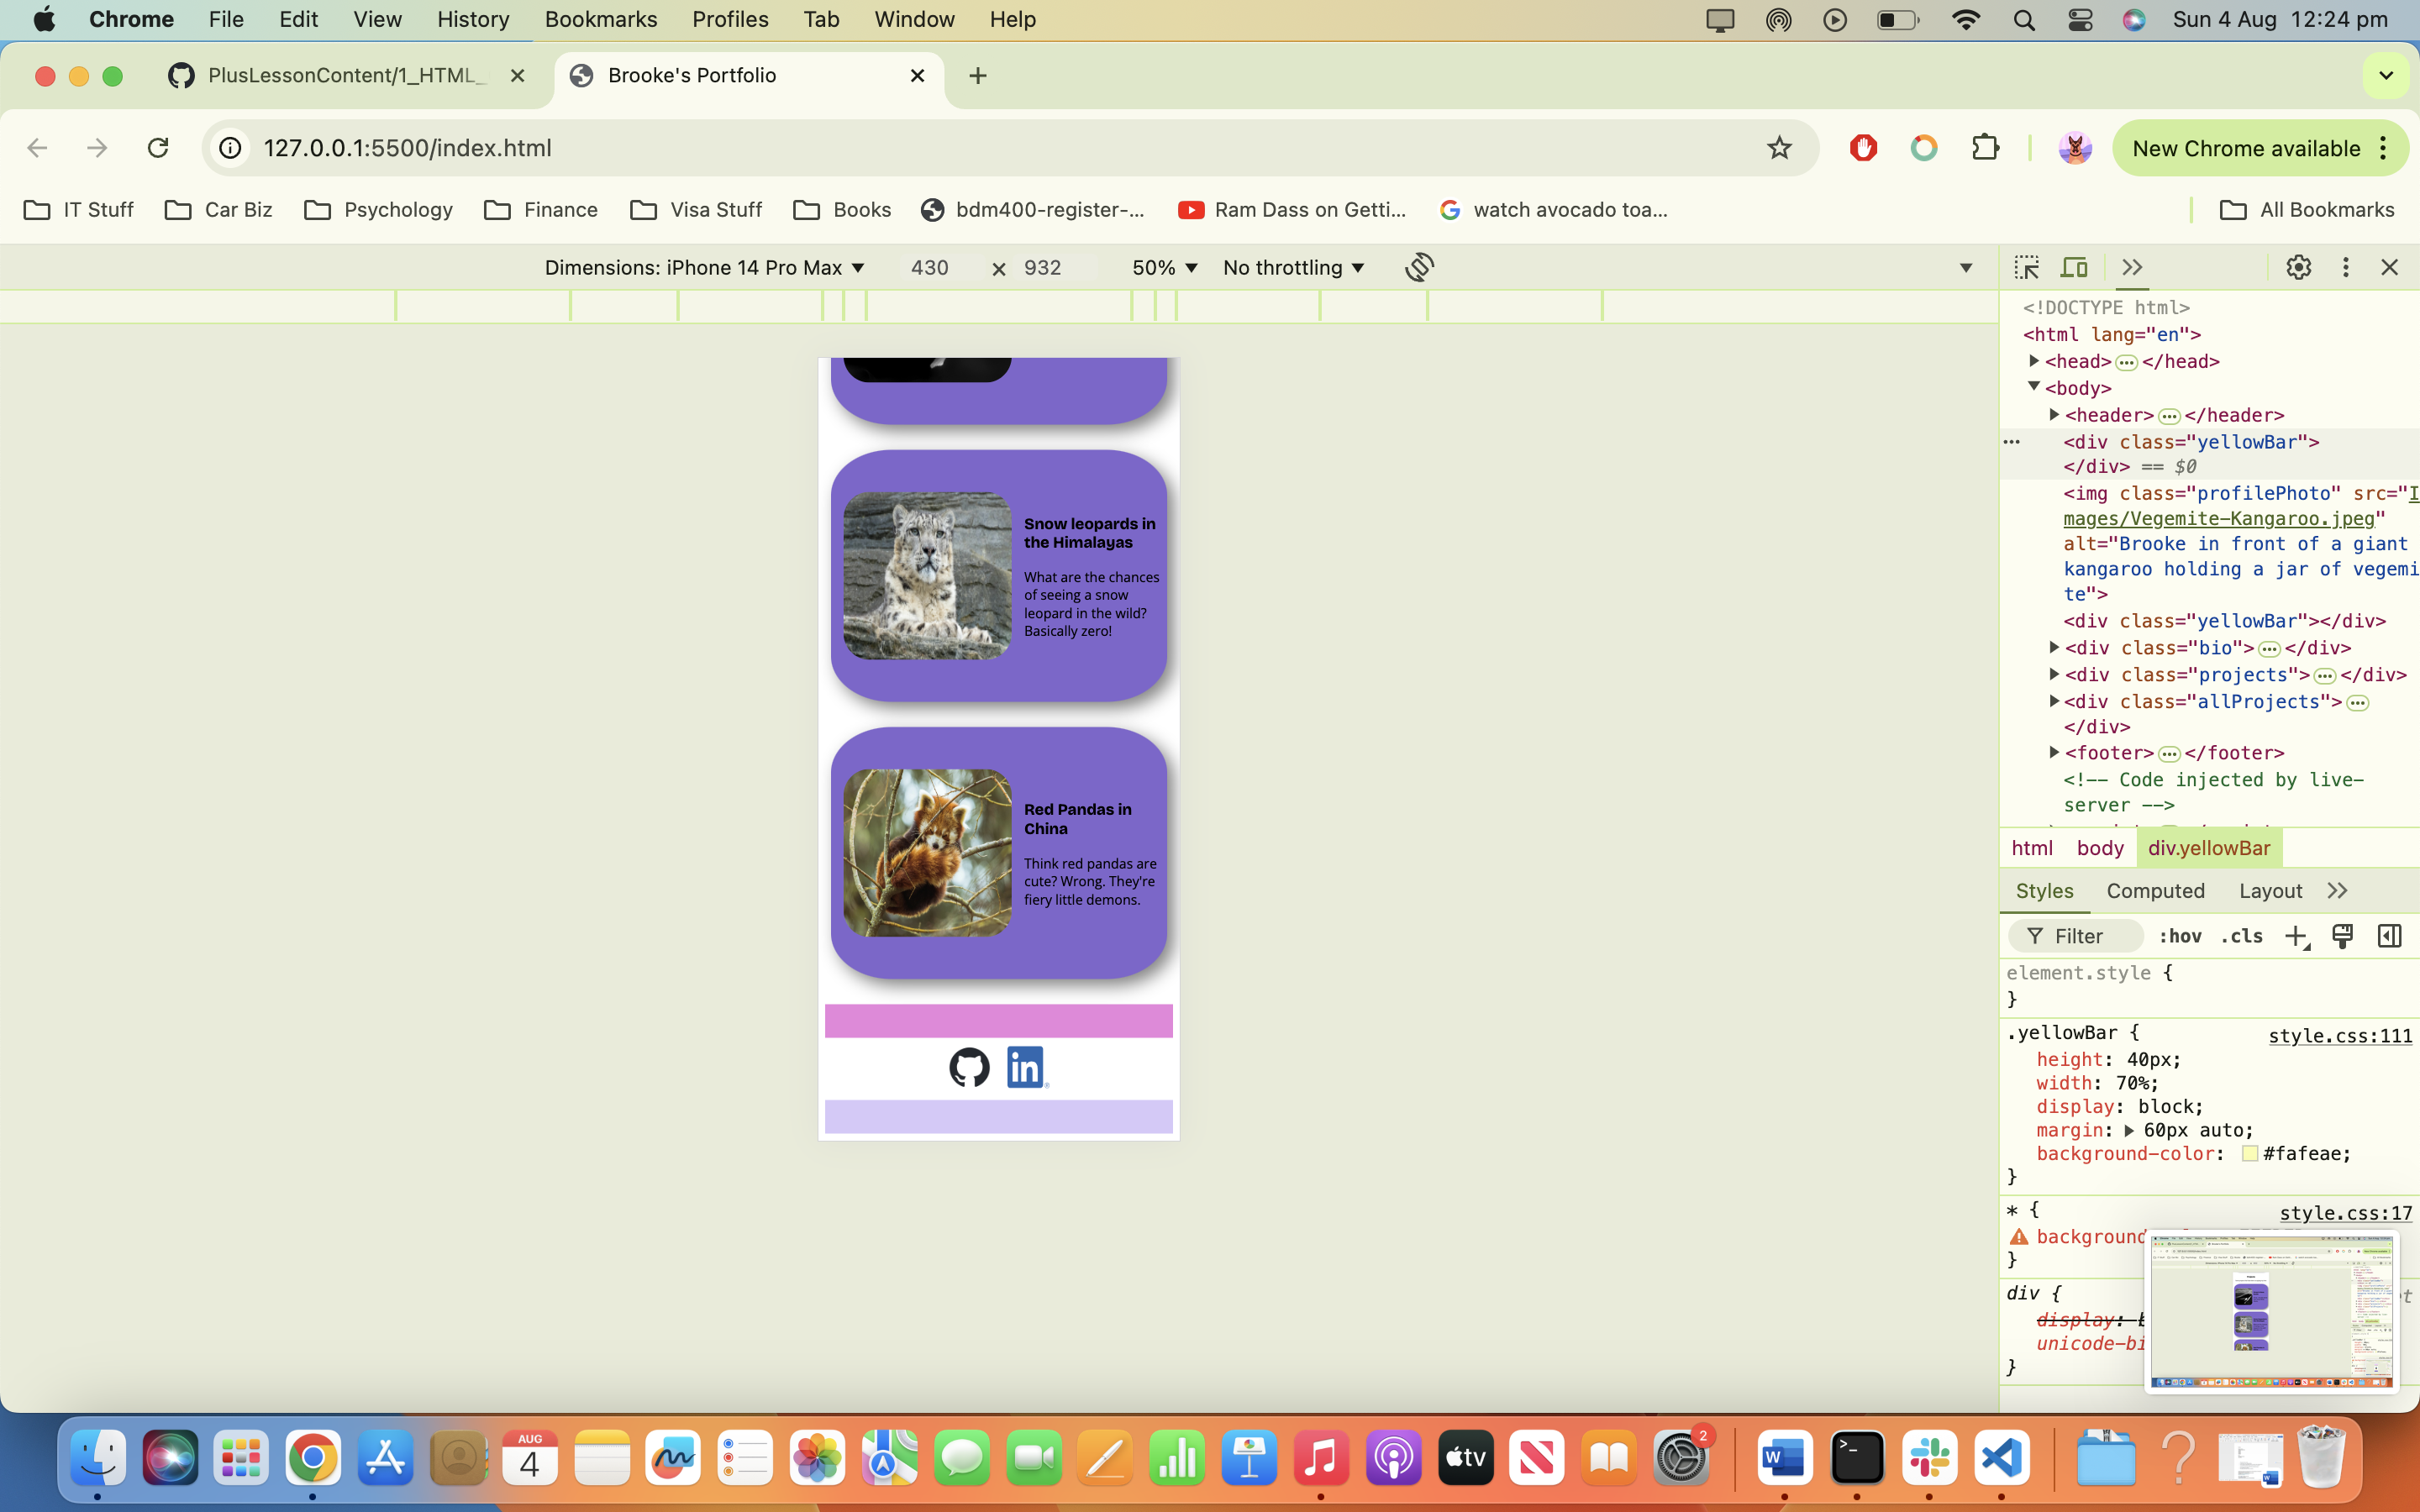 Chrome File Edit View History Bookmarks Profiles Tab Window Help Sun 4 Aug 12:24 pm
PlusLessonContent/1_HTML_ Brooke's Portfolio
127.0.0.1:5500/index.html New Chrome available
IT Stuff Car Biz Psychology Finance Visa Stuff Books bdm400-register-... Ram Dass on Getti... watch avocado toa... All Bookmarks
Dimensions: iPhone 14 Pro Max 430 × 932 50% No throttling
Snow leopards in
the Himalayas
What are the chances
of seeing a snow
leopard in the wild?
Basically zero!
Red Pandas in
China
Think red pandas are
cute? Wrong. They're
fiery little demons.
in
<!DOCTYPE html>
<html lang="en">
<head> ••• </head>
<body>
<header> ••• </header>
••• <div class="yellowBar">
</div> == $0
<img class="profilePhoto" src="I
mages/Vegemite-Kangaroo.jpeg"
alt="Brooke in front of a giant
kangaroo holding a jar of vegemi
te">
<div class="yellowBar"></div>
<div class="bio"> ••• </div>
<div class="projects"> ••• </div>
<div class="allProjects"> •••
</div>
<footer> ••• </footer>
<!-- Code injected by live-
server -->
html body div.yellowBar
Styles Computed Layout
Filter :hov .cls
element.style {
}
.yellowBar { style.css:111
height: 40px;
width: 70%;
display: block;
margin: 60px auto;
background-color: #fafeae;
}
* { style.css:17
background
}
div {
display:
unicode-bi
}
AUG
4
tv
2
W
>_